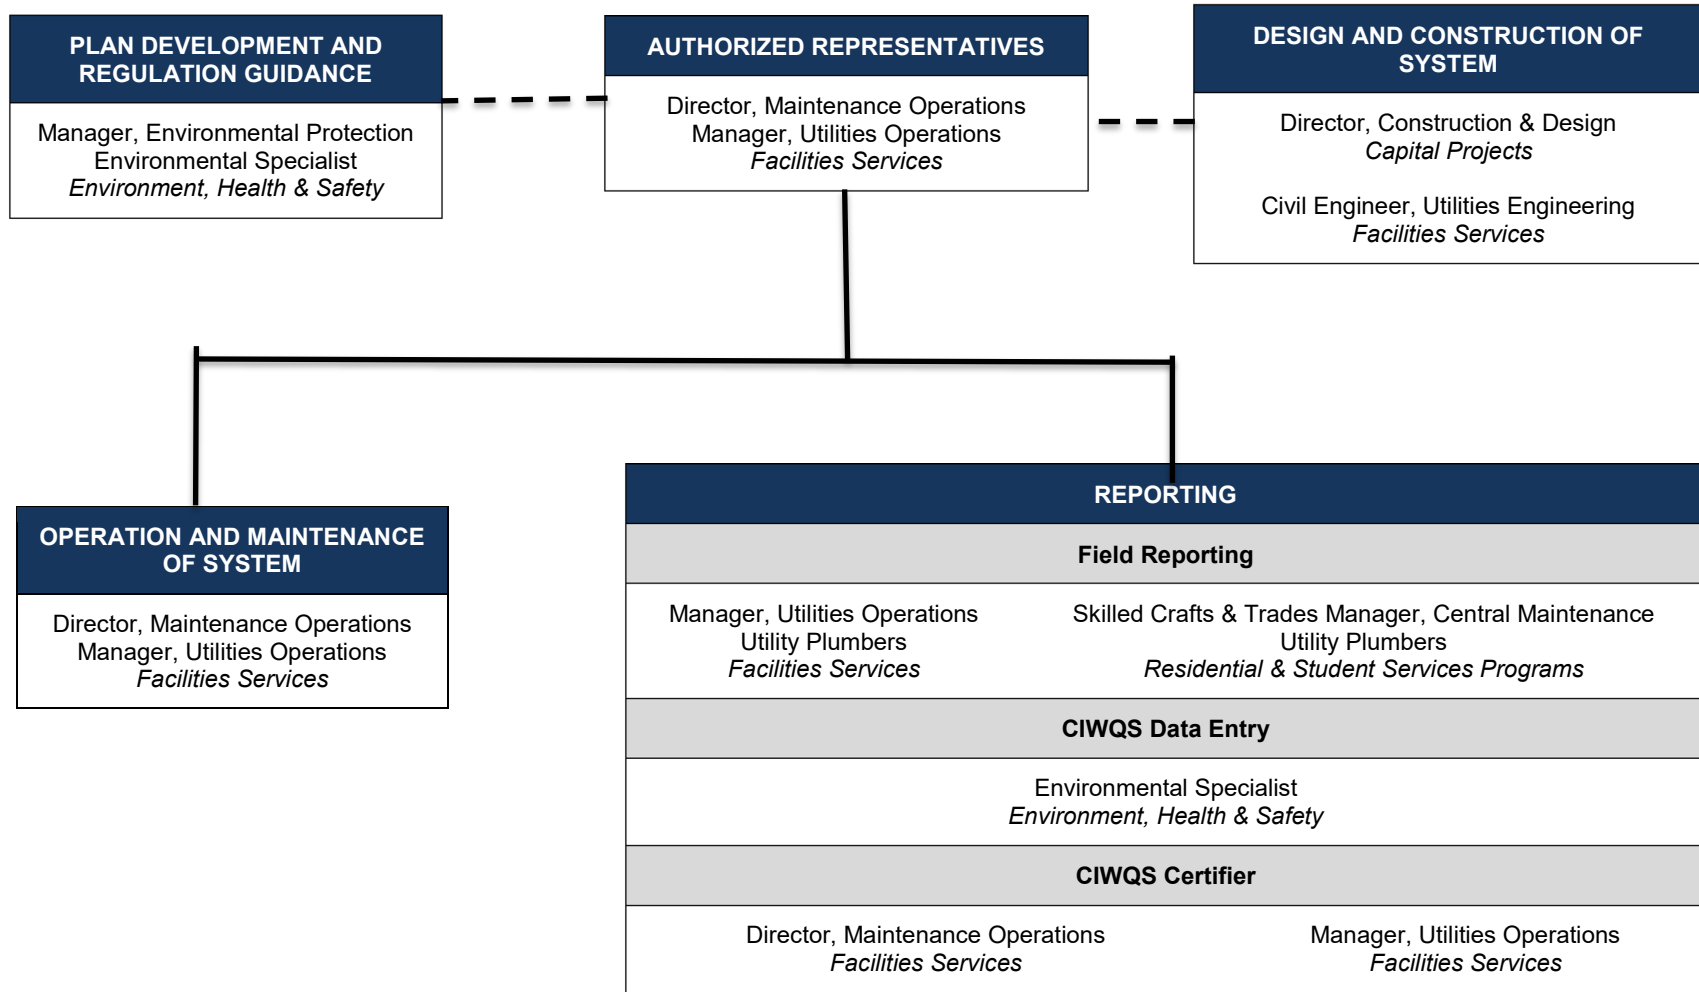 PLAN DEVELOPMENT AND
REGULATION GUIDANCE
Manager, Environmental Protection
Environmental Specialist
Environment, Health & Safety
AUTHORIZED REPRESENTATIVES
Director, Maintenance Operations
Manager, Utilities Operations
Facilities Services
DESIGN AND CONSTRUCTION OF
SYSTEM
Director, Construction & Design
Capital Projects
Civil Engineer, Utilities Engineering
Facilities Services
OPERATION AND MAINTENANCE
OF SYSTEM
Director, Maintenance Operations
Manager, Utilities Operations
Facilities Services
REPORTING
Field Reporting
Manager, Utilities Operations
Utility Plumbers
Facilities Services
Skilled Crafts & Trades Manager, Central Maintenance
Utility Plumbers
Residential & Student Services Programs
CIWQS Data Entry
Environmental Specialist
Environment, Health & Safety
CIWQS Certifier
Director, Maintenance Operations
Facilities Services
Manager, Utilities Operations
Facilities Services